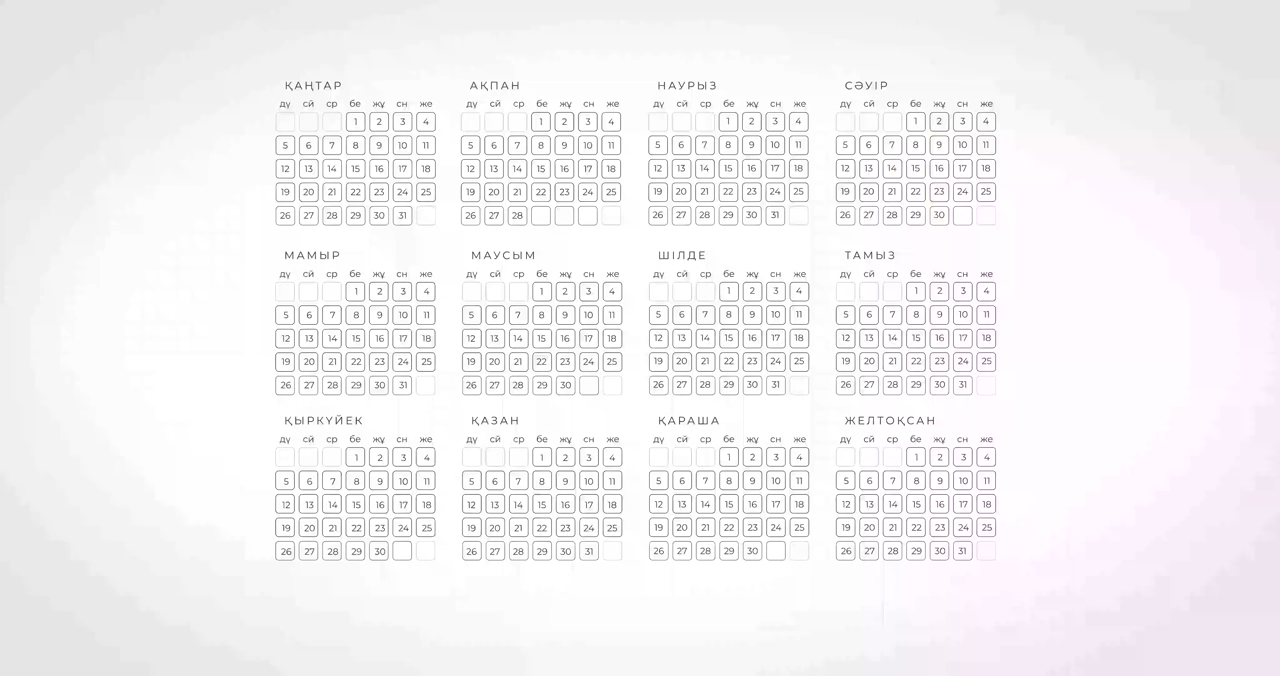 ҚАҢТАР
дү сй ср бе жұ сн же
1 2 3 4
5 6 7 8 9 10 11
12 13 14 15 16 17 18
19 20 21 22 23 24 25
26 27 28 29 30 31
АҚПАН
дү сй ср бе жұ сн же
1 2 3 4
5 6 7 8 9 10 11
12 13 14 15 16 17 18
19 20 21 22 23 24 25
26 27 28
НАУРЫЗ
дү сй ср бе жұ сн же
1 2 3 4
5 6 7 8 9 10 11
12 13 14 15 16 17 18
19 20 21 22 23 24 25
26 27 28 29 30 31
СӘУІР
дү сй ср бе жұ сн же
1 2 3 4
5 6 7 8 9 10 11
12 13 14 15 16 17 18
19 20 21 22 23 24 25
26 27 28 29 30
МАМЫР
дү сй ср бе жұ сн же
1 2 3 4
5 6 7 8 9 10 11
12 13 14 15 16 17 18
19 20 21 22 23 24 25
26 27 28 29 30 31
МАУСЫМ
дү сй ср бе жұ сн же
1 2 3 4
5 6 7 8 9 10 11
12 13 14 15 16 17 18
19 20 21 22 23 24 25
26 27 28 29 30
ШІЛДЕ
дү сй ср бе жұ сн же
1 2 3 4
5 6 7 8 9 10 11
12 13 14 15 16 17 18
19 20 21 22 23 24 25
26 27 28 29 30 31
ТАМЫЗ
дү сй ср бе жұ сн же
1 2 3 4
5 6 7 8 9 10 11
12 13 14 15 16 17 18
19 20 21 22 23 24 25
26 27 28 29 30 31
ҚЫРКҮЙЕК
дү сй ср бе жұ сн же
1 2 3 4
5 6 7 8 9 10 11
12 13 14 15 16 17 18
19 20 21 22 23 24 25
26 27 28 29 30
ҚАЗАН
дү сй ср бе жұ сн же
1 2 3 4
5 6 7 8 9 10 11
12 13 14 15 16 17 18
19 20 21 22 23 24 25
26 27 28 29 30 31
ҚАРАША
дү сй ср бе жұ сн же
1 2 3 4
5 6 7 8 9 10 11
12 13 14 15 16 17 18
19 20 21 22 23 24 25
26 27 28 29 30
ЖЕЛТОҚСАН
дү сй ср бе жұ сн же
1 2 3 4
5 6 7 8 9 10 11
12 13 14 15 16 17 18
19 20 21 22 23 24 25
26 27 28 29 30 31